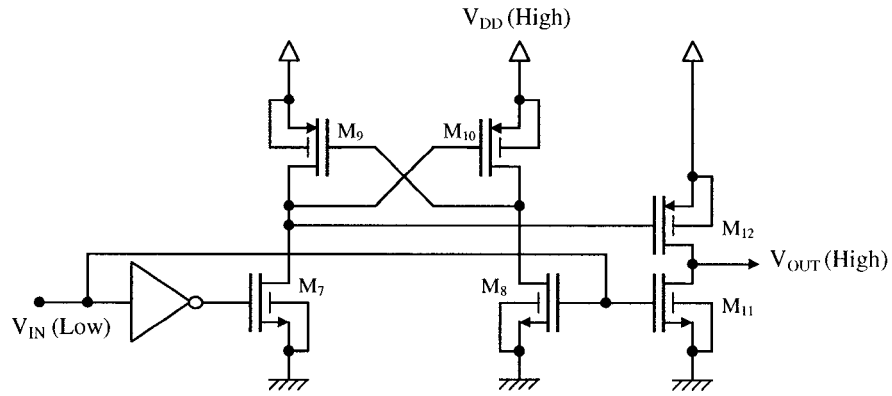 V_DD (High)
M_9
M_10
M_12
V_OUT (High)
M_7
M_8
M_11
V_IN (Low)